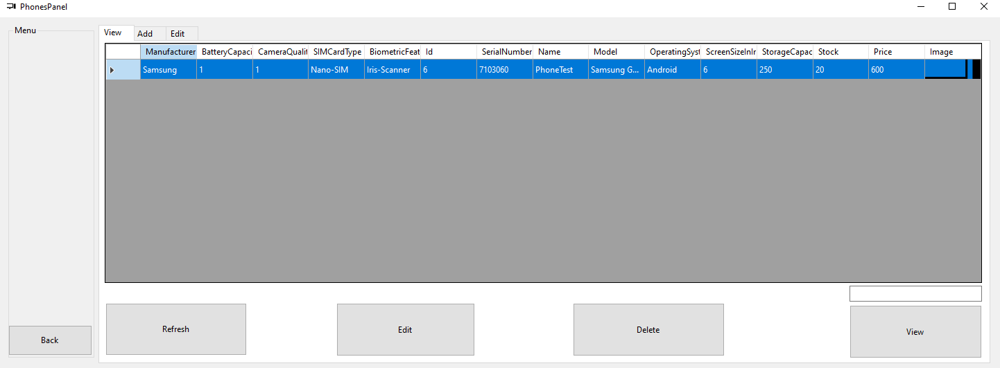 PhonesPanel
Menu
View Add Edit
Manufacturer BatteryCapaci CameraQualit SIMCardType BiometricFeat Id SerialNumber Name Model OperatingSyst ScreenSizeInIn StorageCapac Stock Price Image
Samsung 1 1 Nano-SIM Iris-Scanner 6 7103060 PhoneTest Samsung G... Android 6 250 20 600
Refresh Edit Delete View
Back